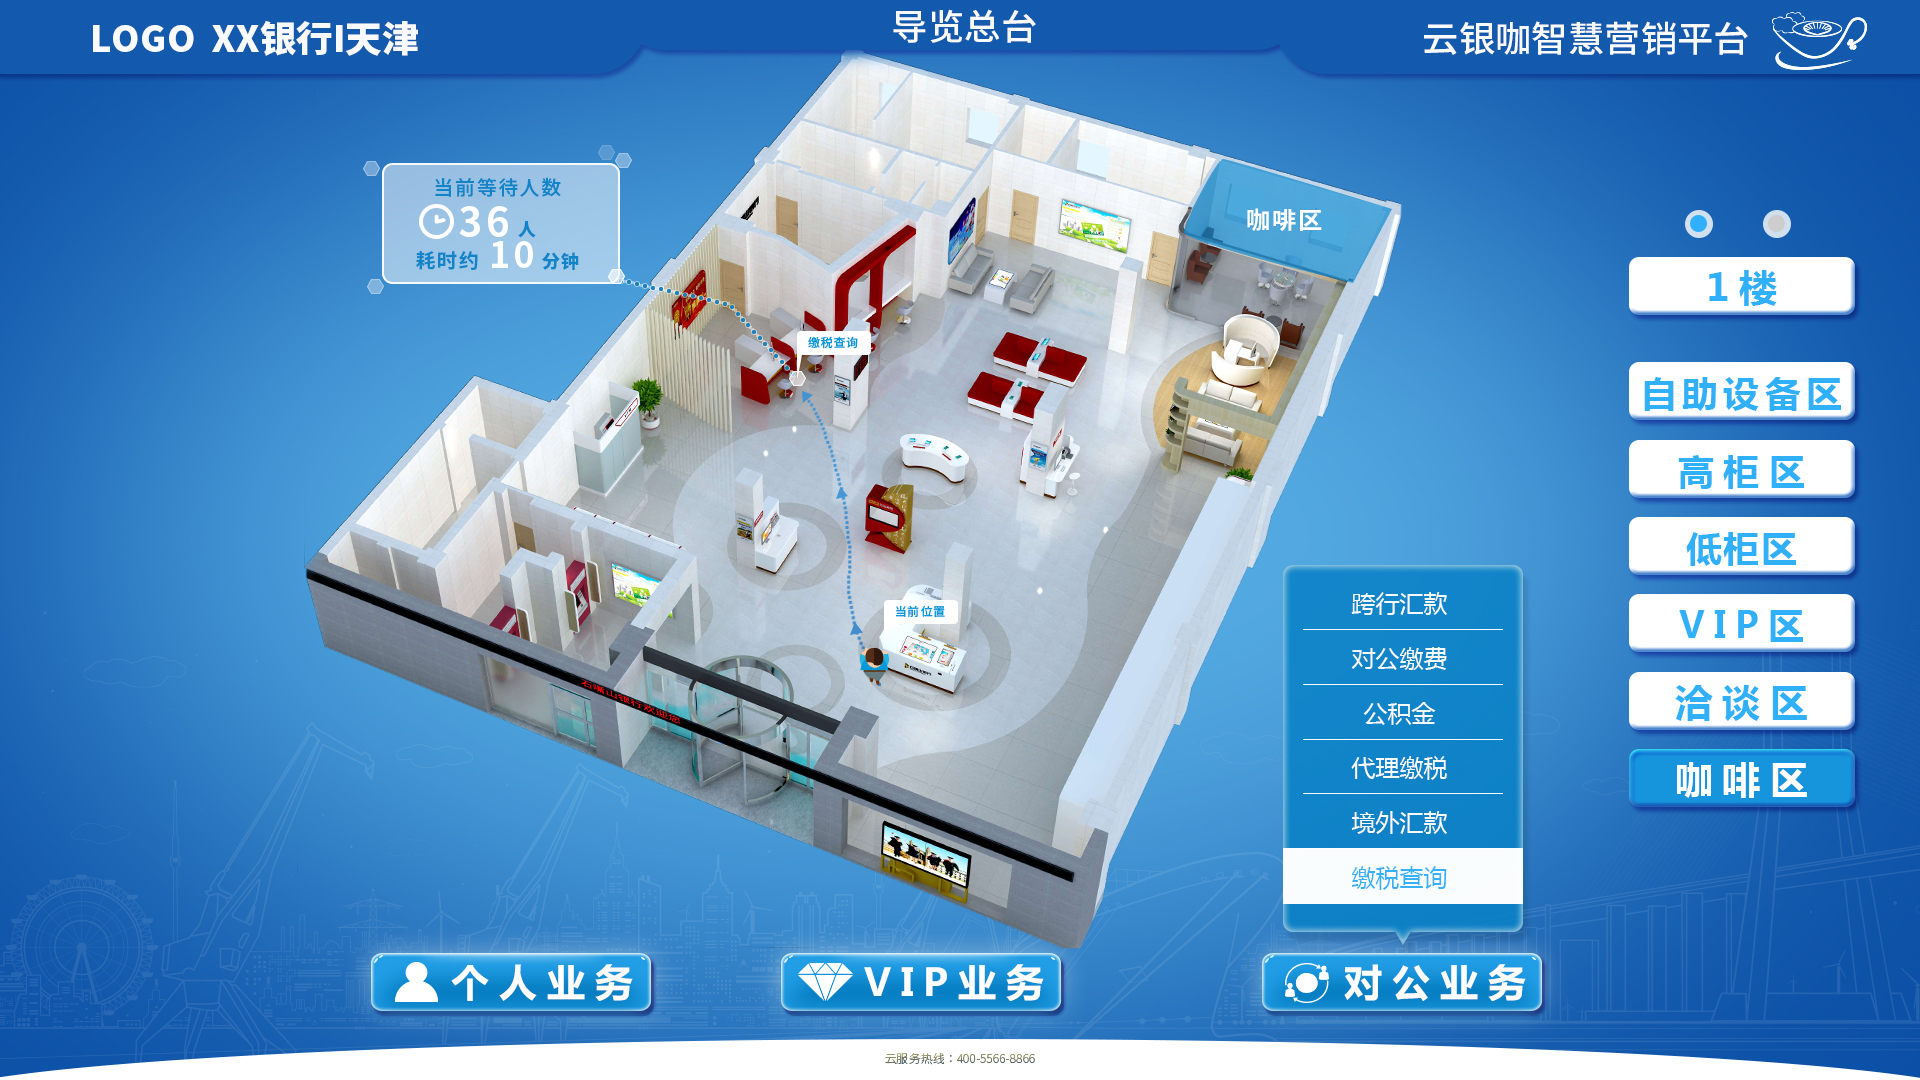 LOGO XX银行I天津
导览总台
云银咖智慧营销平台
当前等待人数
36 人
耗时约 10 分钟
咖啡区
缴税查询
当前位置
1楼
自助设备区
高柜区
低柜区
VIP区
洽谈区
咖啡区
跨行汇款
对公缴费
公积金
代理缴税
境外汇款
缴税查询
个人业务
VIP业务
对公业务
云服务热线：400-5566-8866